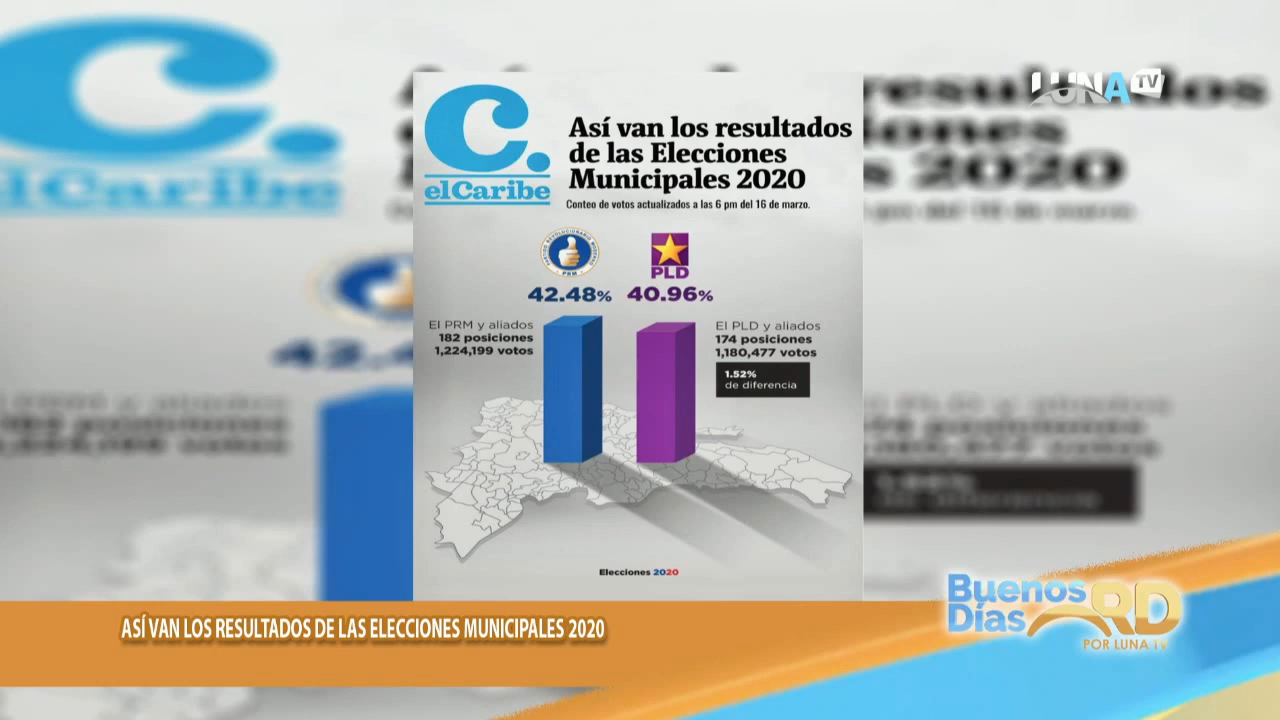 LUNA TV
elCaribe
Así van los resultados
de las Elecciones
Municipales 2020
Conteo de votos actualizados a las 6 pm del 16 de marzo.
PARTIDO REVOLUCIONARIO MODERNO
PRM
PLD
42.48% 40.96%
El PRM y aliados
182 posiciones
1,224,199 votos
El PLD y aliados
174 posiciones
1,180,477 votos
1.52%
de diferencia
Elecciones 2020
ASÍ VAN LOS RESULTADOS DE LAS ELECCIONES MUNICIPALES 2020
Buenos
Días RD
POR LUNA TV